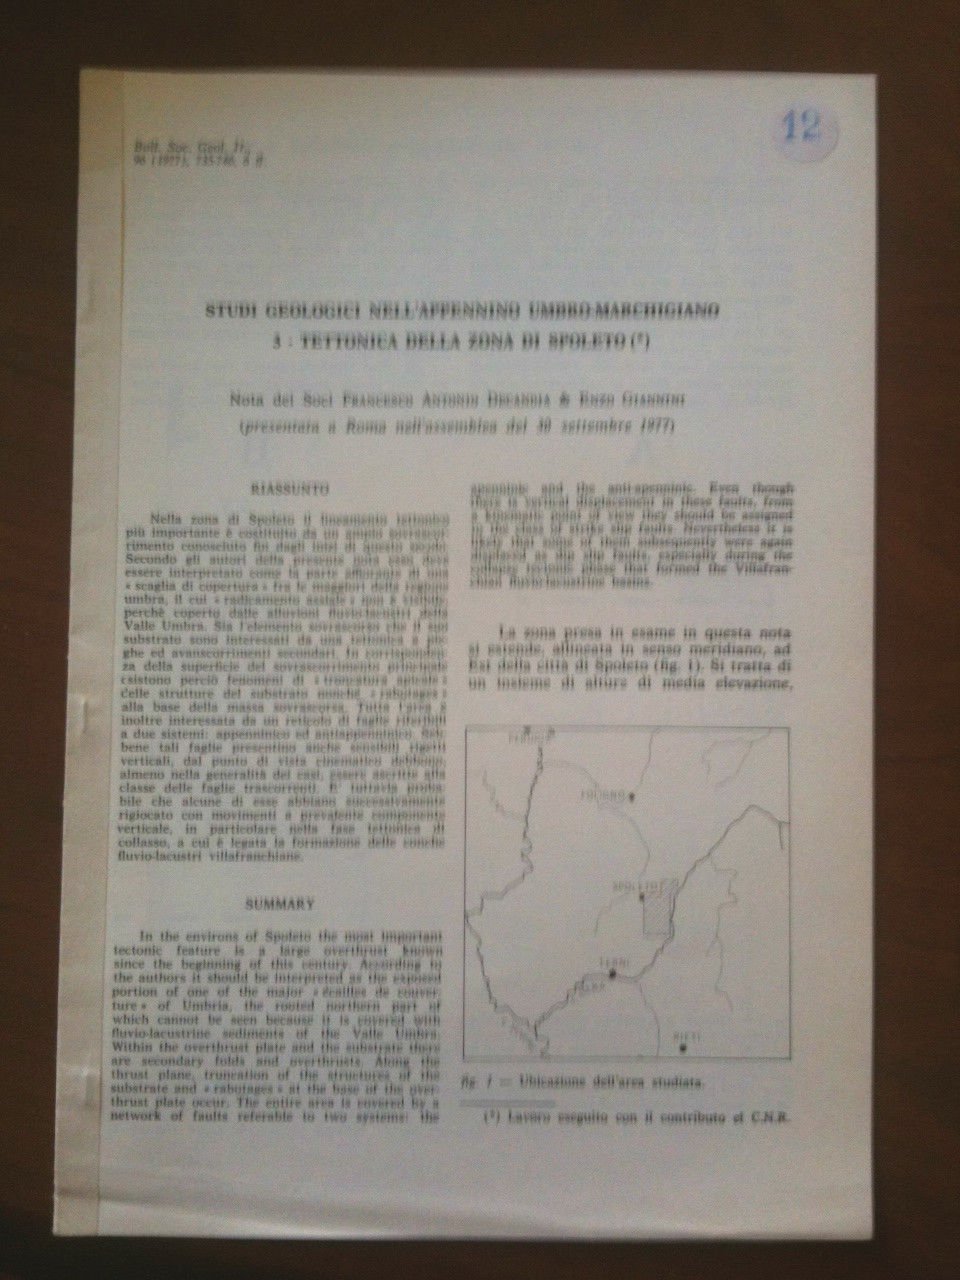 Boll. Soc. Geol. It.,
96 (1977), 735-746, 6 ff.
12
STUDI GEOLOGICI NELL'APPENNINO UMBRO-MARCHIGIANO
3 - TETTONICA DELLA ZONA DI SPOLETO (*)
Nota dei Soci FRANCESCO ANTONIO DECANDIA & ENZO GIANNINI
(presentata a Roma nell'assemblea del 30 settembre 1977)
RIASSUNTO
Nella zona di Spoleto il lineamento tettonico
più importante è costituito da un ampio sovrascor-
rimento conosciuto fin dagli inizi di questo secolo.
Secondo gli autori della presente nota esso deve
essere interpretato come la parte affiorante di una
« scaglia di copertura » fra le maggiori della regione
umbra, il cui « radicamento assiale » non è visibile
perchè coperto dalle alluvioni fluvio-lacustri della
Valle Umbra. Sia l'elemento sovrascorso che il suo
substrato sono interessati da una tettonica a pie-
ghe ed avanscorrimenti secondari. In corrisponden-
za della superficie del sovrascorrimento principale
esistono perciò fenomeni di « troncatura apicale »
delle strutture del substrato nonchè « rabotages »
alla base della massa sovrascorsa. Tutta l'area è
inoltre interessata da un reticolo di faglie riferibili
a due sistemi: appenninico ed antiappenninico. Seb-
bene tali faglie presentino anche sensibili rigetti
verticali, dal punto di vista cinematico debbono,
almeno nella generalità dei casi, essere ascritte alla
classe delle faglie trascorrenti. E' tuttavia proba-
bile che alcune di esse abbiano successivamente
rigiocato con movimenti a prevalente componente
verticale, in particolare nella fase tettonica di
collasso, a cui è legata la formazione delle conche
fluvio-lacustri villafranchiane.
SUMMARY
In the environs of Spoleto the most important
tectonic feature is a large overthrust known
since the beginning of this century. According to
the authors it should be interpreted as the exposed
portion of one of the major « écailles de couver-
ture » of Umbria, the rooted northern part of
which cannot be seen because it is covered with
fluvio-lacustrine sediments of the Valle Umbra.
Within the overthrust plate and the substrate there
are secondary folds and overthrusts. Along the
thrust plane, truncation of the structures of the
substrate and « rabotages » at the base of the over-
thrust plate occur. The entire area is covered by a
network of faults referable to two systems: the
apenninic and the anti-apenninic. Even though
there is vertical displacement in these faults, from
a kinematic point of view they should be assigned
to the class of strike slip faults. Nevertheless it is
likely that some of them subsequently were again
displaced as dip slip faults, especially during the
collapse tectonic phase that formed the Villafran-
chian fluvio-lacustrine basins.
La zona presa in esame in questa nota
si estende, allineata in senso meridiano, ad
Est della città di Spoleto (fig. 1). Si tratta di
un insieme di alture di media elevazione,
PERUGIA
FOLIGNO
SPOLETO
TERNI
RIETI
fig. 1 — Ubicazione dell'area studiata.
(*) Lavoro eseguito con il contributo del C.N.R.